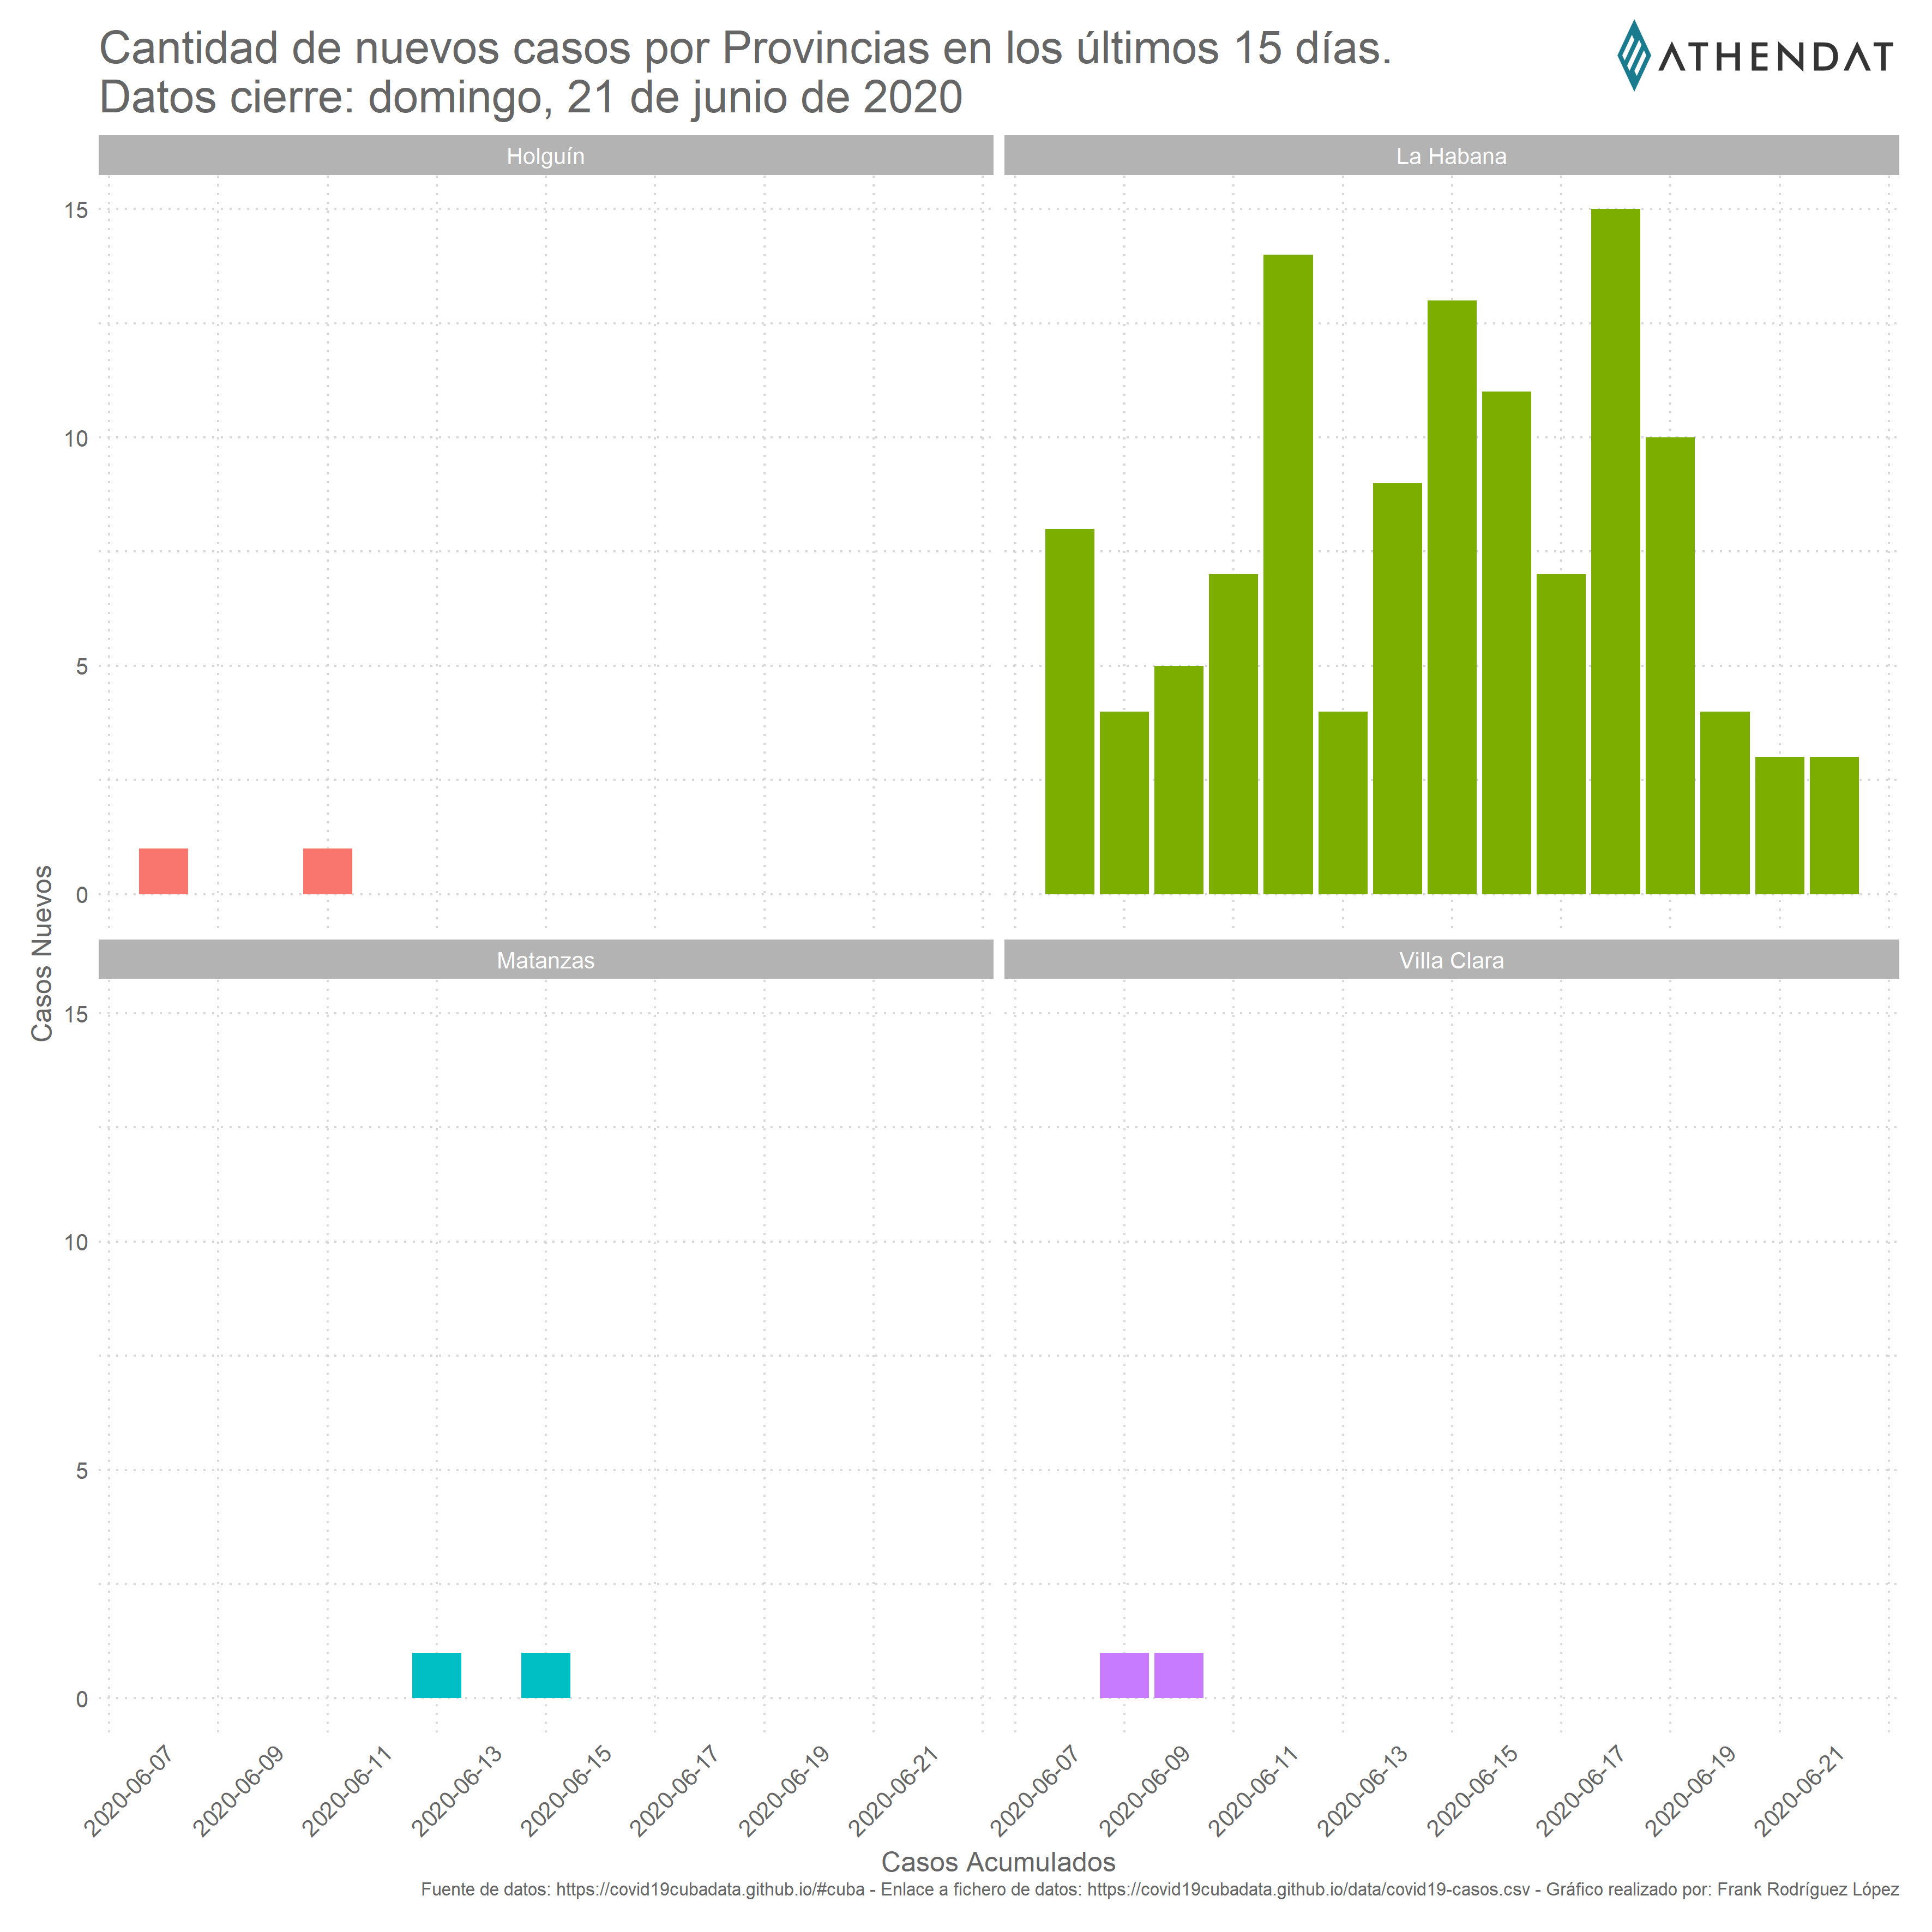 Cantidad de nuevos casos por Provincias en los últimos 15 días.
Datos cierre: domingo, 21 de junio de 2020
ATHENDAT
Holguín
La Habana
15
10
5
0
Casos Nuevos
Matanzas
Villa Clara
15
10
5
0
2020-06-07
2020-06-09
2020-06-11
2020-06-13
2020-06-15
2020-06-17
2020-06-19
2020-06-21
2020-06-07
2020-06-09
2020-06-11
2020-06-13
2020-06-15
2020-06-17
2020-06-19
2020-06-21
Casos Acumulados
Fuente de datos: https://covid19cubadata.github.io/#cuba - Enlace a fichero de datos: https://covid19cubadata.github.io/data/covid19-casos.csv - Gráfico realizado por: Frank Rodríguez López